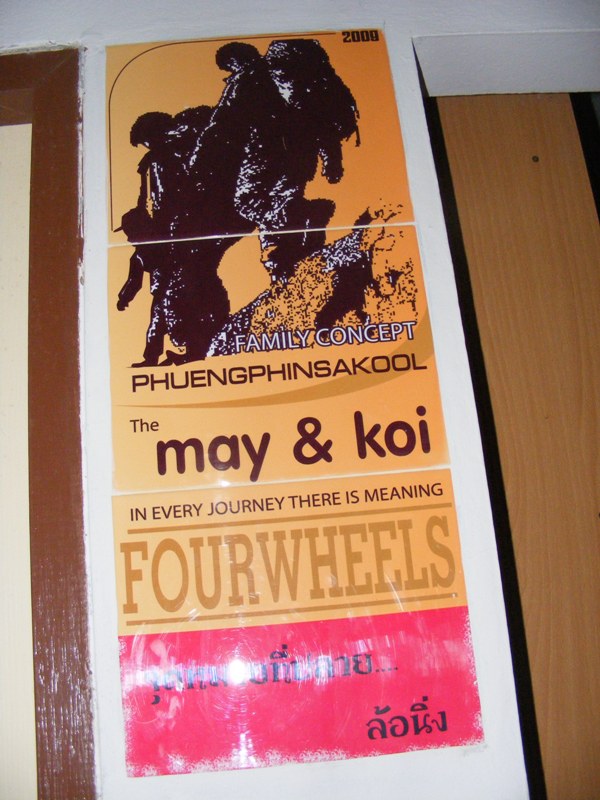 2009
FAMILY CONCEPT
PHUENGPHINSAKOOL
The
may & koi
IN EVERY JOURNEY THERE IS MEANING
FOURWHEELS
ล้อนิ่ง